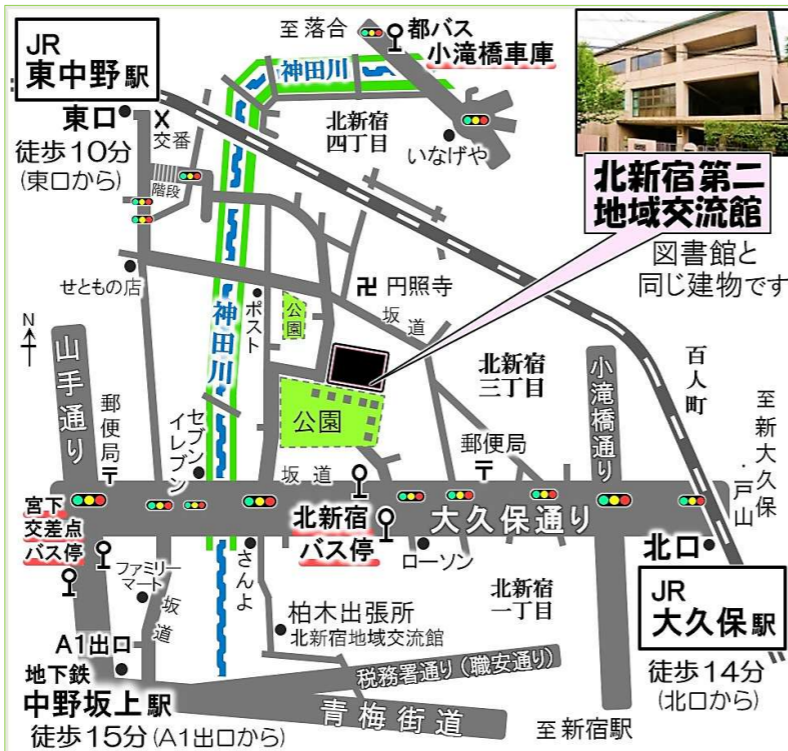 JR
東中野駅
東口
徒歩10分
(東口から)
交番
階段
至落合
都バス
小滝橋車庫
神田川
北新宿
四丁目
いなげや
北新宿第二
地域交流館
図書館と
同じ建物です
せともの店
ポスト
公園
卍 円照寺
坂道
N
山手通り
郵便局
〒
セブン
イレブン
神田川
公園
北新宿
三丁目
小滝橋通り
百人町
至新大久保
・戸山
坂道
郵便局
〒
宮下
交差点
バス停
北新宿
バス停
大久保通り
北口
ファミリー
マート
坂道
さんよ
ローソン
北新宿
一丁目
JR
大久保駅
徒歩14分
(北口から)
柏木出張所
北新宿地域交流館
A1出口
地下鉄
中野坂上駅
徒歩15分(A1出口から)
税務署通り(職安通り)
青梅街道
至新宿駅